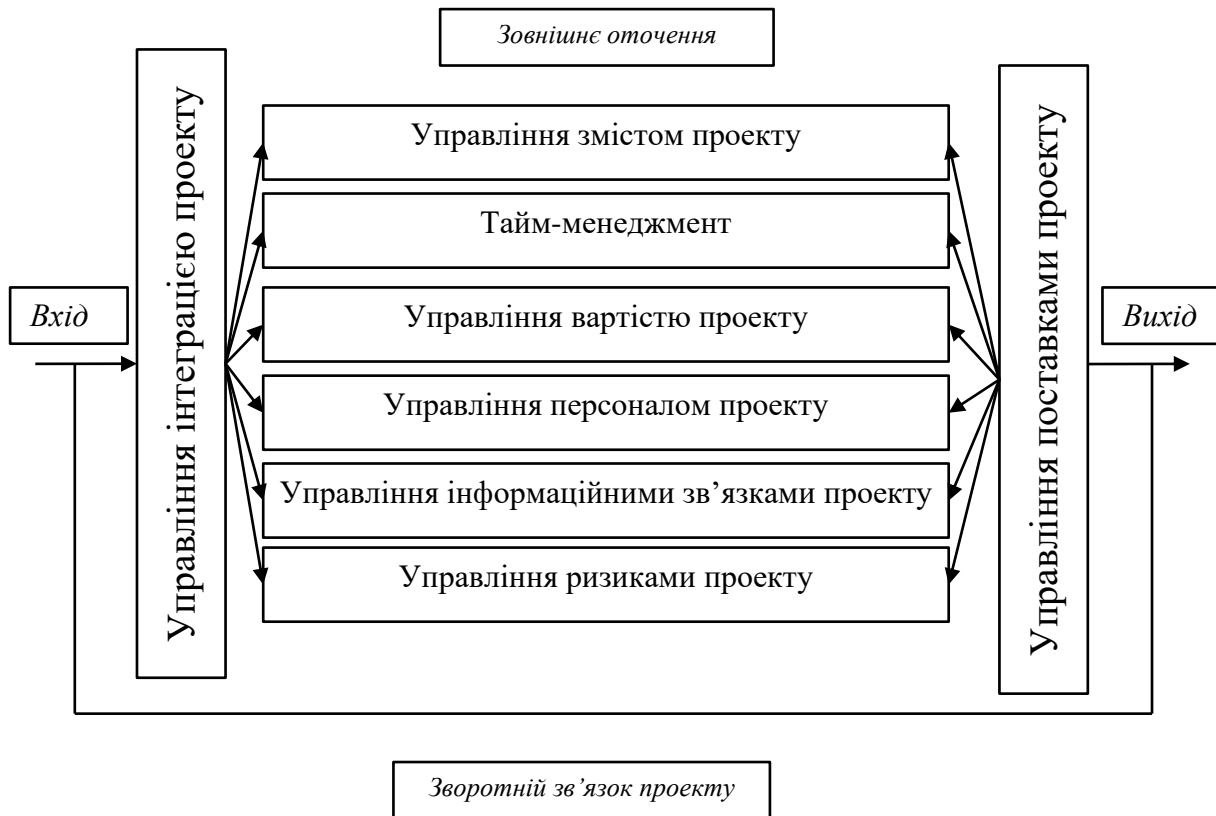 Зовнішнє оточення
Управління інтеграцією проекту
Управління змістом проекту
Тайм-менеджмент
Вхід
Управління вартістю проекту
Вихід
Управління персоналом проекту
Управління інформаційними зв’язками проекту
Управління ризиками проекту
Управління поставками проекту
Зворотній зв’язок проекту